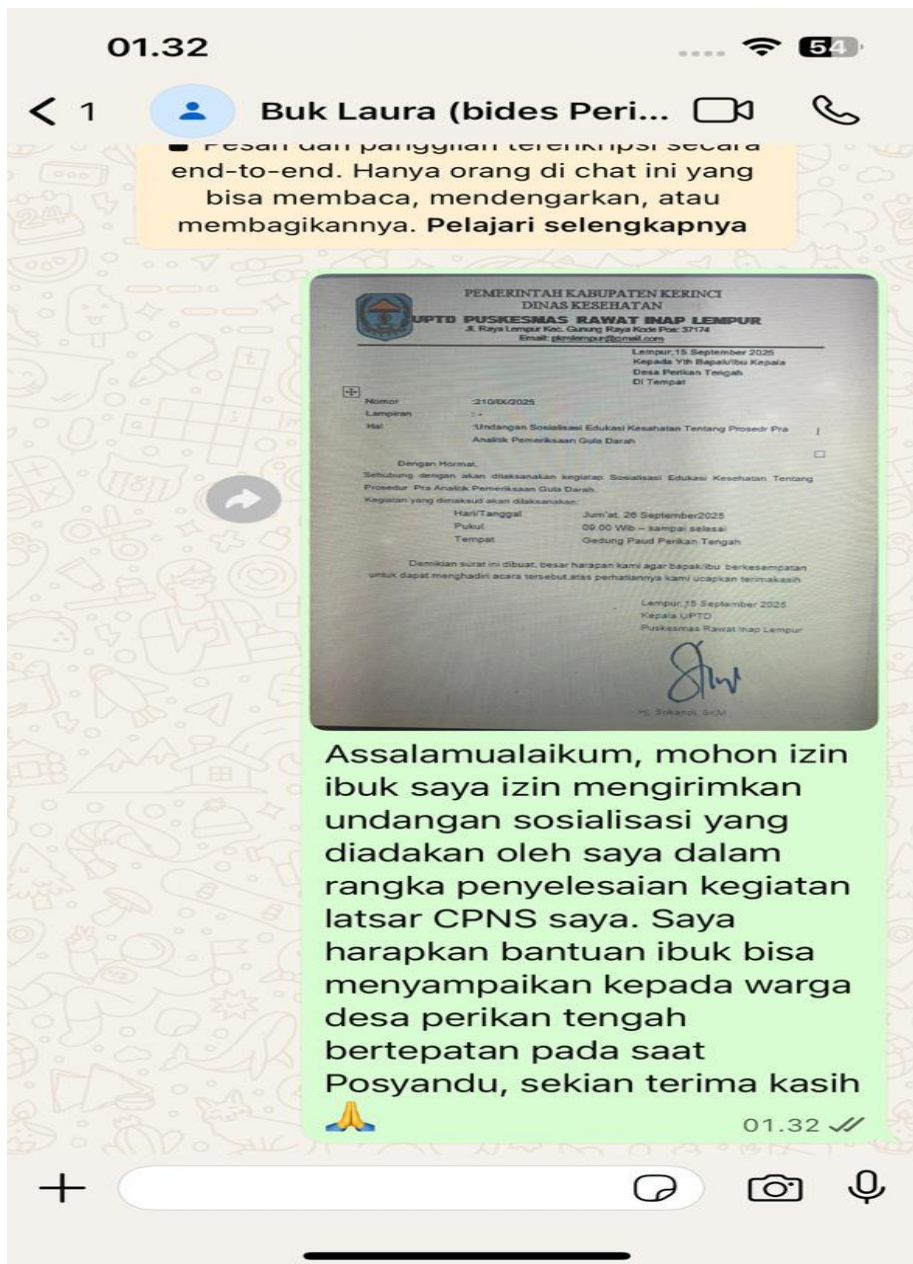 01.32
54
1
Buk Laura (bides Peri...
Pesan dan panggilan terenkripsi secara
end-to-end. Hanya orang di chat ini yang
bisa membaca, mendengarkan, atau
membagikannya. Pelajari selengkapnya
PEMERINTAH KABUPATEN KERINCI
DINAS KESEHATAN
UPTD PUSKESMAS RAWAT INAP LEMPUR
Jl. Raya Lempur Kec. Gunung Raya Kode Pos: 37174
Email: pkmlempur@gmail.com
Lempur,15 September 2025
Kepada Yth Bapak/Ibu Kepala
Desa Perikan Tengah
Di Tempat
Nomor :210/IX/2025
Lampiran : -
Hal :Undangan Sosialisasi Edukasi Kesahatan Tentang Prosedr Pra
Analitik Pemeriksaan Gula Darah
Dengan Hormat,
Sehubung dengan akan dilaksanakan kegiatan Sosialisasi Edukasi Kesehatan Tentang
Prosedur Pra Analitik Pemeriksaan Gula Darah.
Kegiatan yang dimaksud akan dilaksanakan:
Hari/Tanggal Jum'at, 26 September2025
Pukul 09.00 Wib – sampai selesai
Tempat Gedung Paud Perikan Tengah
Demikian surat ini dibuat, besar harapan kami agar bapak/ibu berkesempatan
untuk dapat menghadiri acara tersebut atas perhatiannya kami ucapkan terimakasih
Lempur,15 September 2025
Kepala UPTD
Puskesmas Rawat Inap Lempur
Assalamualaikum, mohon izin
ibuk saya izin mengirimkan
undangan sosialisasi yang
diadakan oleh saya dalam
rangka penyelesaian kegiatan
latsar CPNS saya. Saya
harapkan bantuan ibuk bisa
menyampaikan kepada warga
desa perikan tengah
bertepatan pada saat
Posyandu, sekian terima kasih
🙏
01.32